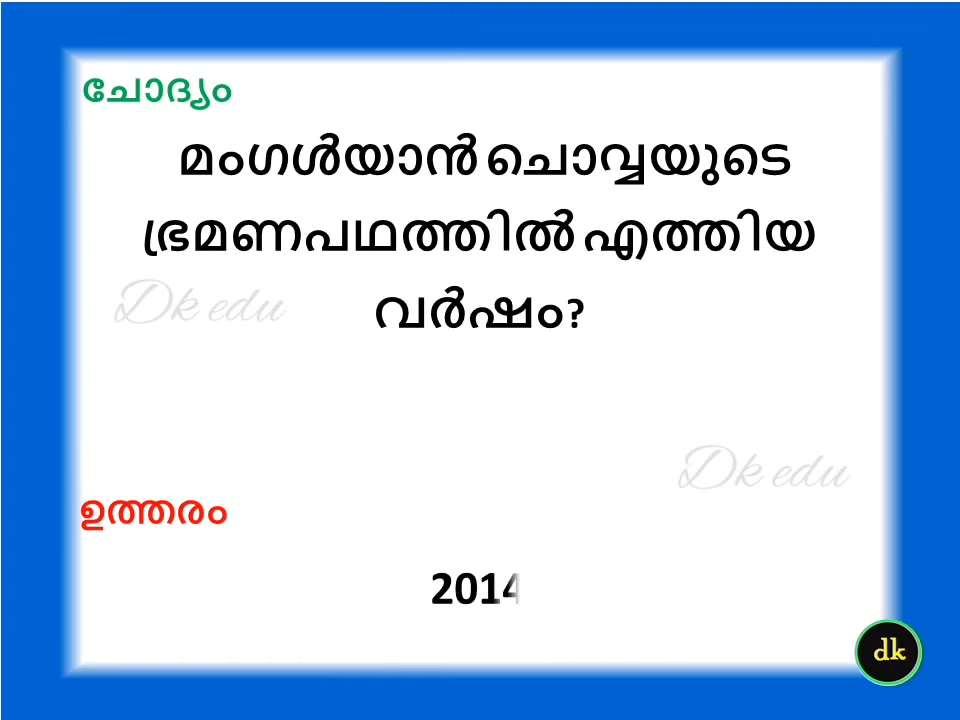 ചോദ്യം
മംഗൾയാൻ ചൊവ്വയുടെ
ഭ്രമണപഥത്തിൽ എത്തിയ
Dk edu
വർഷം?
Dk edu
ഉത്തരം
2014
dk